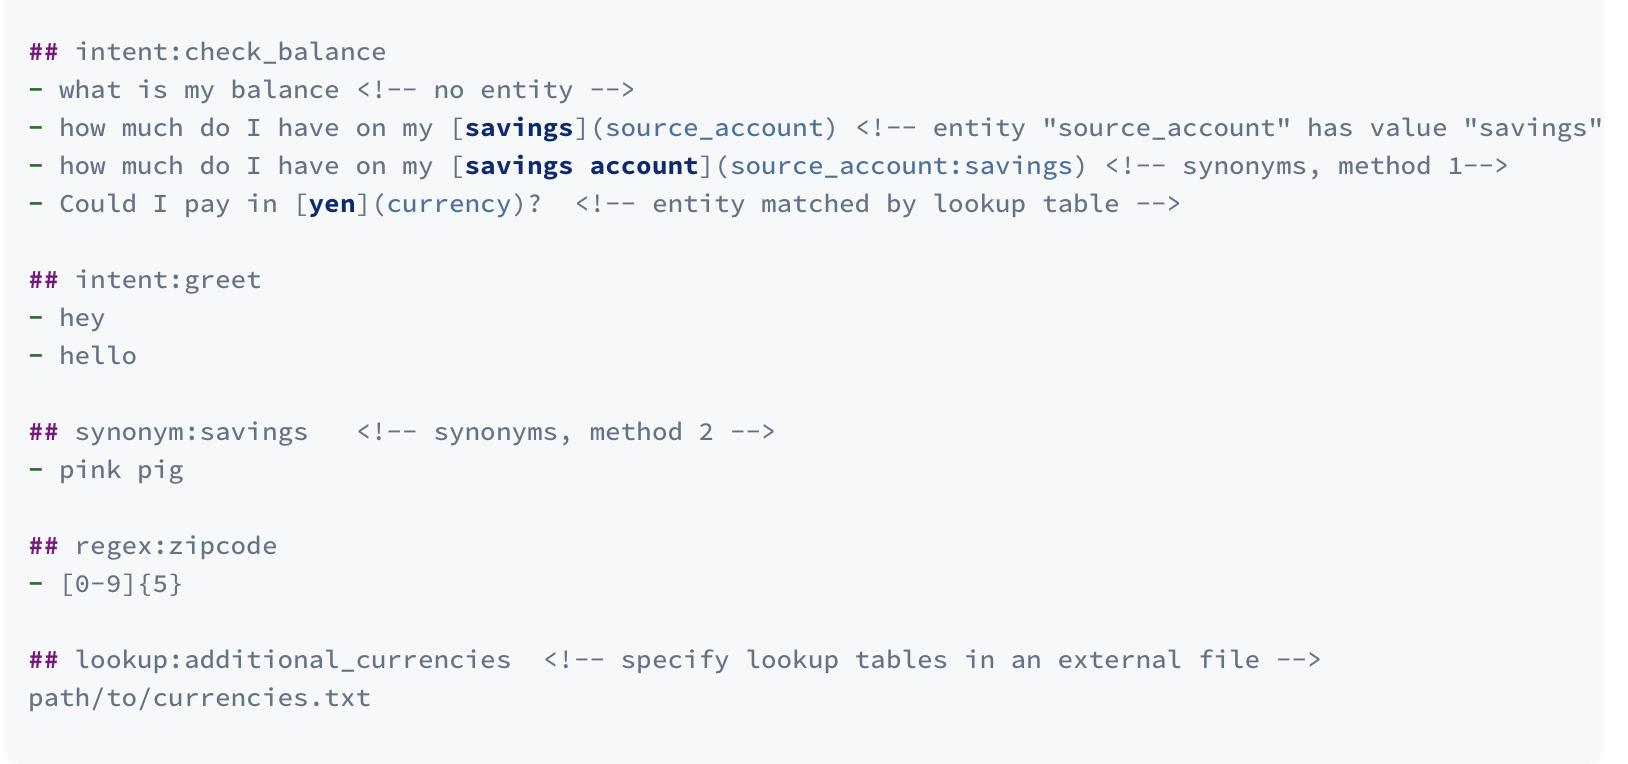 ## intent:check_balance
- what is my balance <!-- no entity -->
- how much do I have on my [savings](source_account) <!-- entity "source_account" has value "savings"
- how much do I have on my [savings account](source_account:savings) <!-- synonyms, method 1-->
- Could I pay in [yen](currency)?  <!-- entity matched by lookup table -->
## intent:greet
- hey
- hello
## synonym:savings   <!-- synonyms, method 2 -->
- pink pig
## regex:zipcode
- [0-9]{5}
## lookup:additional_currencies  <!-- specify lookup tables in an external file -->
path/to/currencies.txt